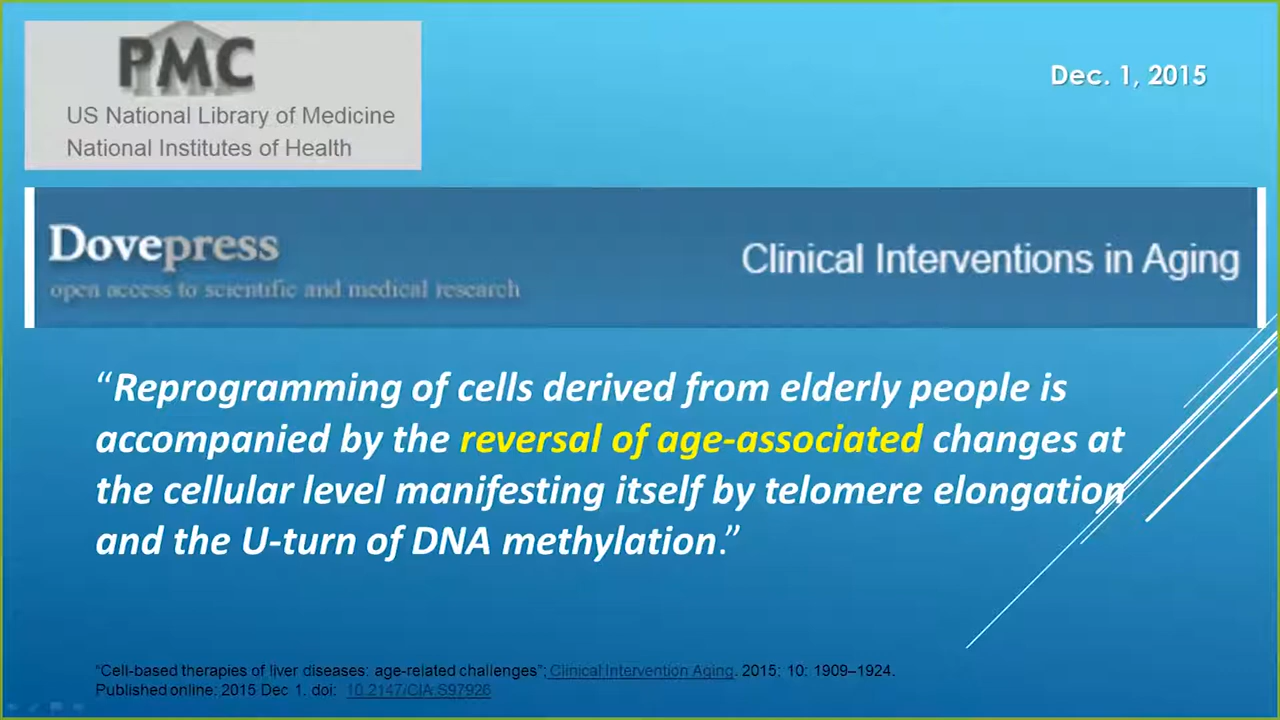 PMC
US National Library of Medicine
National Institutes of Health
Dec. 1, 2015
Dovepress
open access to scientific and medical research
Clinical Interventions in Aging
“Reprogramming of cells derived from elderly people is
accompanied by the reversal of age-associated changes at
the cellular level manifesting itself by telomere elongation
and the U-turn of DNA methylation.”
“Cell-based therapies of liver diseases: age-related challenges”; Clinical Intervention Aging. 2015; 10: 1909–1924.
Published online. 2015 Dec 1. doi: 10.2147/CIA.S97926